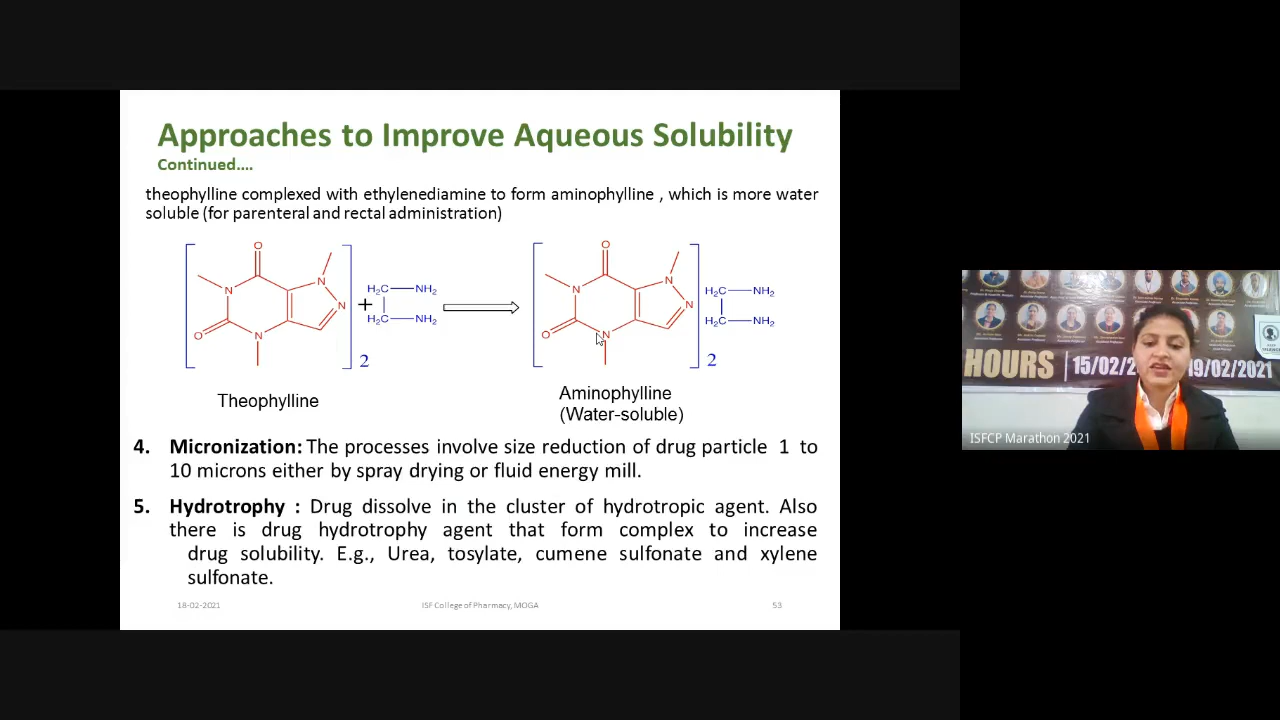 Approaches to Improve Aqueous Solubility
Continued....
theophylline complexed with ethylenediamine to form aminophylline , which is more water
soluble (for parenteral and rectal administration)
O
N
N
N
N
O
2
+
H2C NH2
H2C NH2
O
N
N
N
N
O
2
H2C NH2
H2C NH2
Theophylline
Aminophylline
(Water-soluble)
4. Micronization: The processes involve size reduction of drug particle 1 to
10 microns either by spray drying or fluid energy mill.
5. Hydrotrophy : Drug dissolve in the cluster of hydrotropic agent. Also
there is drug hydrotrophy agent that form complex to increase
drug solubility. E.g., Urea, tosylate, cumene sulfonate and xylene
sulfonate.
18-02-2021 ISF College of Pharmacy, MOGA 53
HOURS 15/02/2 19/02/2021
ISFCP Marathon 2021